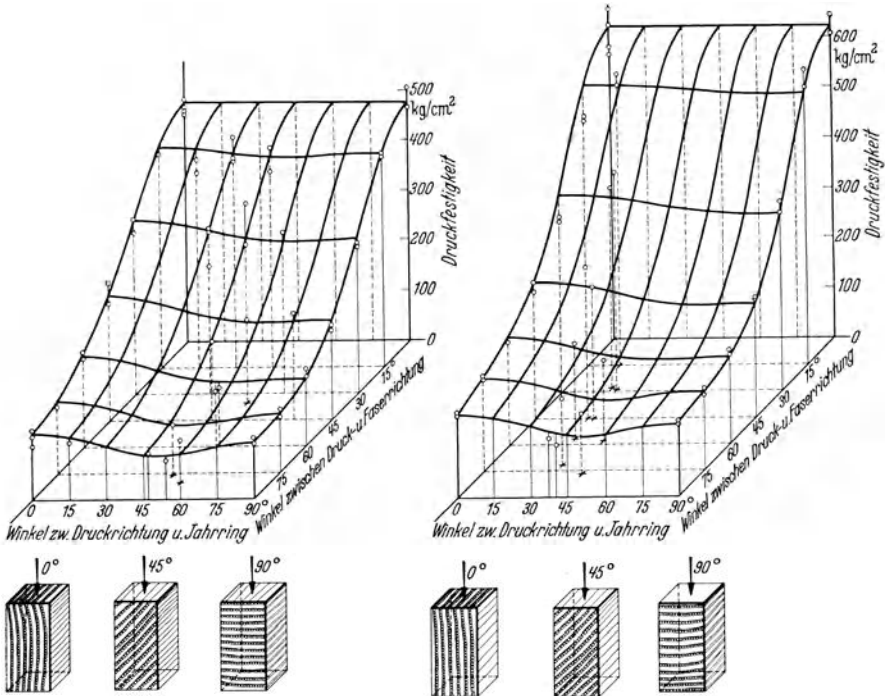 500
kg/cm²
400
300
200
100
0
Druckfestigkeit
15°
30
45
60
75
Winkel zwischen Druck-u.Faserrichtung
0 15 30 45 60 75 90°
Winkel zw. Druckrichtung u. Jahrring
0° 45° 90°
600
kg/cm²
500
400
300
200
100
0
Druckfestigkeit
15°
30
45
60
75
Winkel zwischen Druck-u.Faserrichtung
0 15 30 45 60 75 90°
Winkel zw. Druckrichtung u. Jahrring
0° 45° 90°